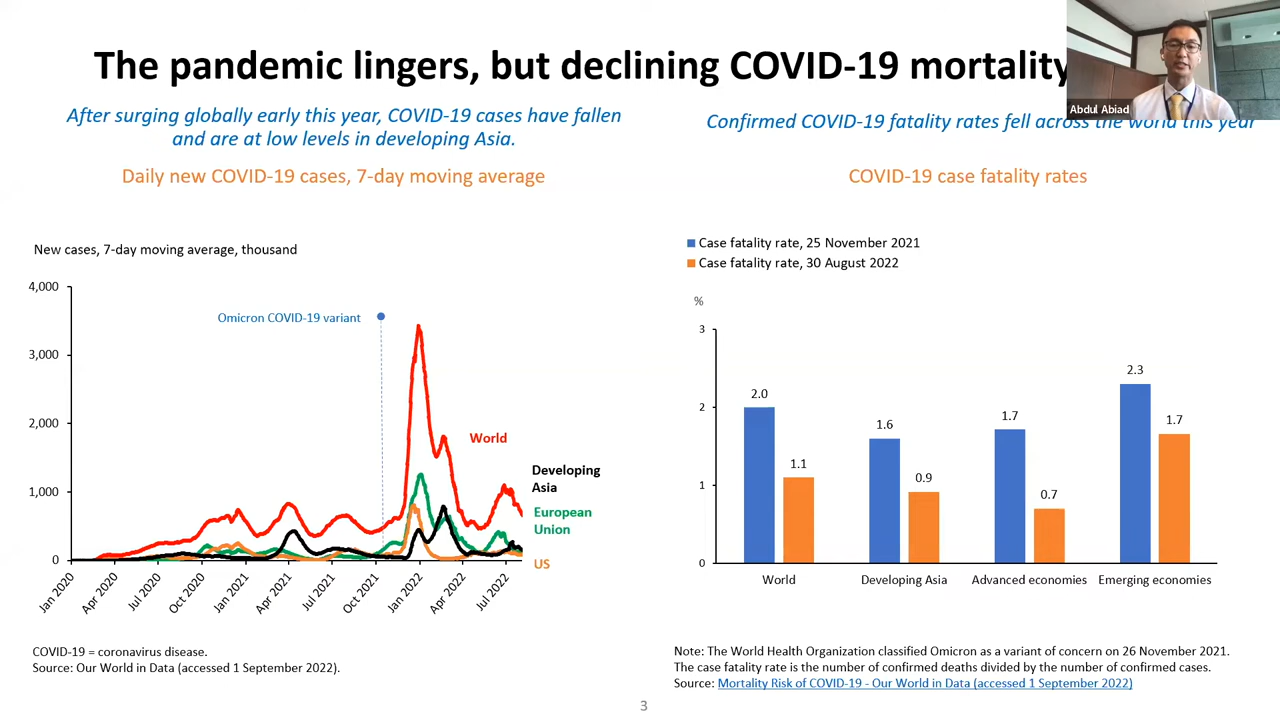 The pandemic lingers, but declining COVID-19 mortality
Abdul Abiad
After surging globally early this year, COVID-19 cases have fallen
and are at low levels in developing Asia.
Confirmed COVID-19 fatality rates fell across the world this year
Daily new COVID-19 cases, 7-day moving average
COVID-19 case fatality rates
New cases, 7-day moving average, thousand
4,000
3,000
2,000
1,000
0
Omicron COVID-19 variant
World
Developing
Asia
European
Union
US
Jan 2020
Apr 2020
Jul 2020
Oct 2020
Jan 2021
Apr 2021
Jul 2021
Oct 2021
Jan 2022
Apr 2022
Jul 2022
COVID-19 = coronavirus disease.
Source: Our World in Data (accessed 1 September 2022).
Case fatality rate, 25 November 2021
Case fatality rate, 30 August 2022
%
3
2
1
0
2.0
1.1
1.6
0.9
1.7
0.7
2.3
1.7
World
Developing Asia
Advanced economies
Emerging economies
Note: The World Health Organization classified Omicron as a variant of concern on 26 November 2021.
The case fatality rate is the number of confirmed deaths divided by the number of confirmed cases.
Source: Mortality Risk of COVID-19 - Our World in Data (accessed 1 September 2022)
3